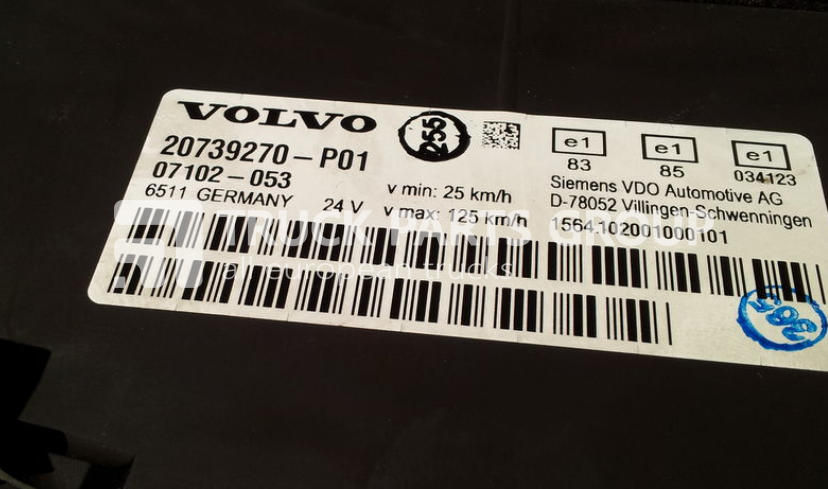 VOLVO
255
20739270-P01
07102-053
6511 GERMANY
24 V
v min: 25 km/h
v max: 125 km/h
e1
83
e1
85
e1
034123
Siemens VDO Automotive AG
D-78052 Villingen-Schwenningen
1564.102001000101
TRUCK PARTS GROUP
all european trucks